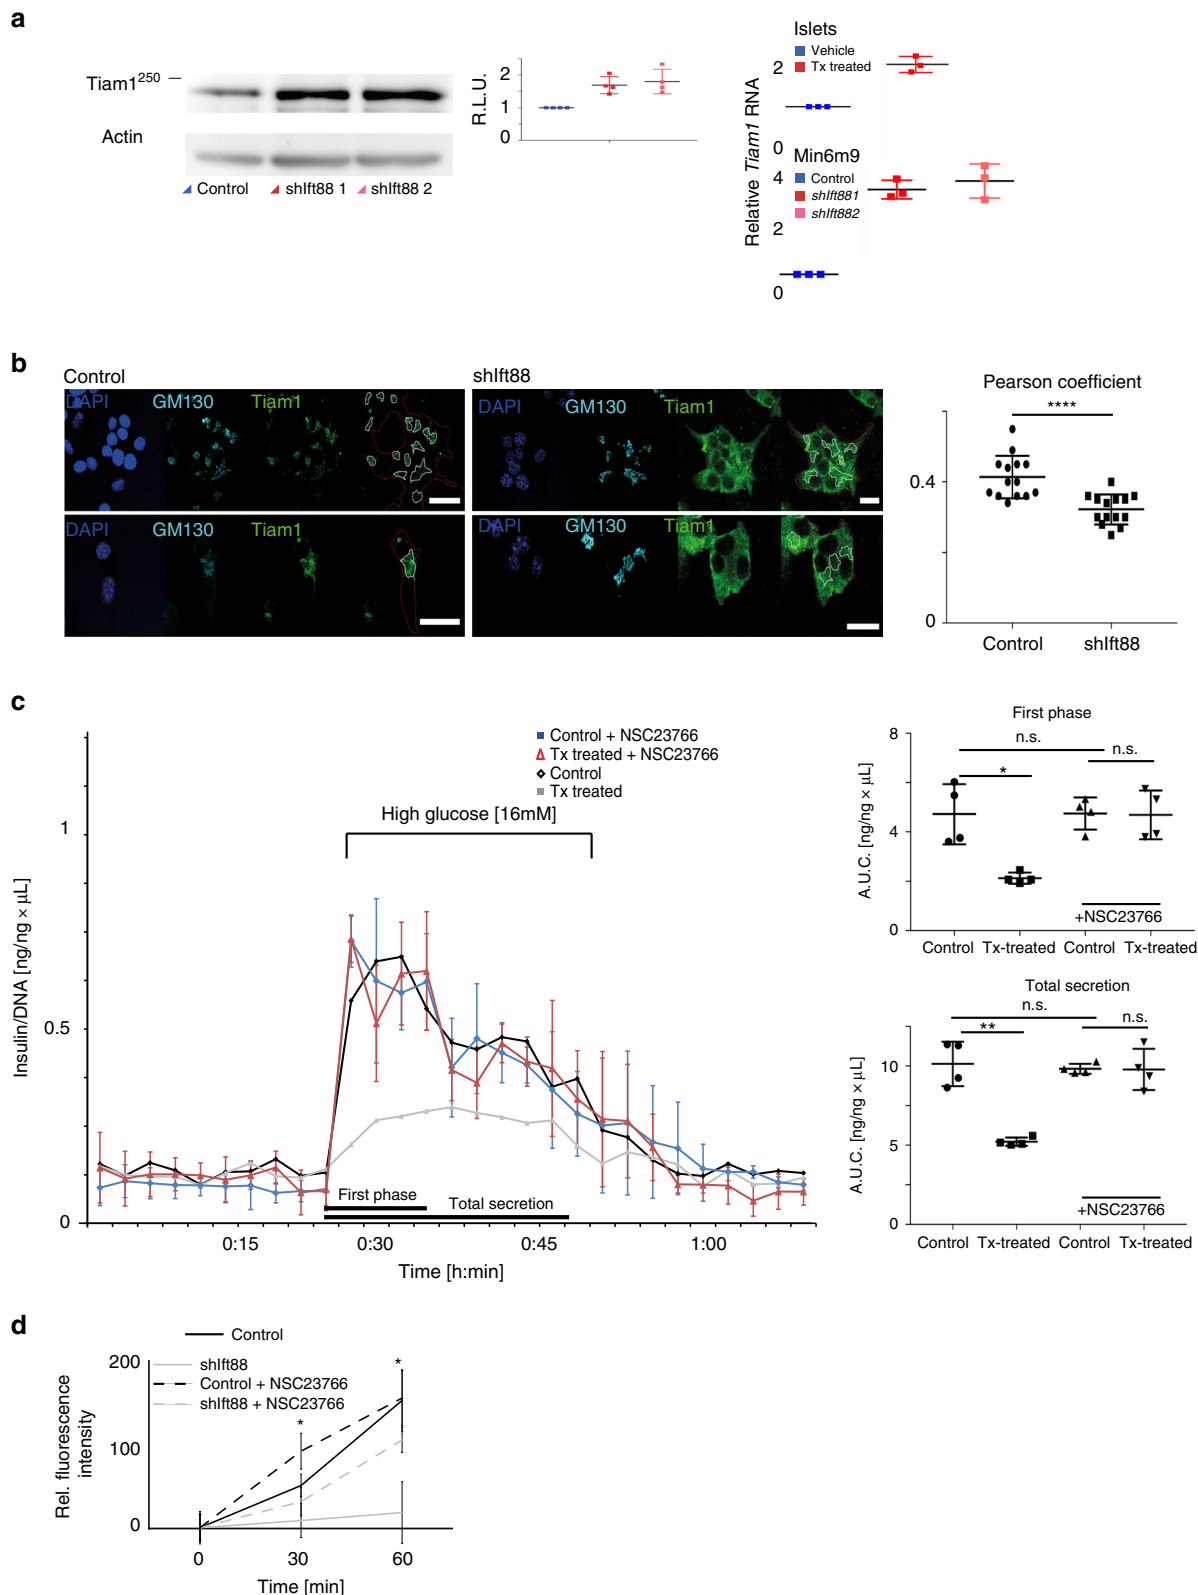 a
Tiam1
250
Actin
Control
shIft88 1
shIft88 2
R.L.U.
2
1
0
Relative Tiam1 RNA
Islets
Vehicle
Tx treated
2
0
Min6m9
Control
shIft881
shIft882
4
2
0
b
Control
DAPI GM130 Tiam1
DAPI GM130 Tiam1
shIft88
DAPI GM130 Tiam1
DAPI GM130 Tiam1
Pearson coefficient
****
0.4
0
Control shIft88
c
Control + NSC23766
Tx treated + NSC23766
Control
Tx treated
High glucose [16mM]
Insulin/DNA [ng/ng × µL]
1
0.5
0
First phase
Total secretion
0:15 0:30 0:45 1:00
Time [h:min]
First phase
A.U.C. [ng/ng × µL]
8
4
0
n.s.
n.s.
*
+NSC23766
Control Tx-treated Control Tx-treated
Total secretion
A.U.C. [ng/ng × µL]
10
5
0
n.s.
n.s.
**
+NSC23766
Control Tx-treated Control Tx-treated
d
Control
shIft88
Control + NSC23766
shIft88 + NSC23766
Rel. fluorescence
intensity
200
100
0
*
*
0 30 60
Time [min]